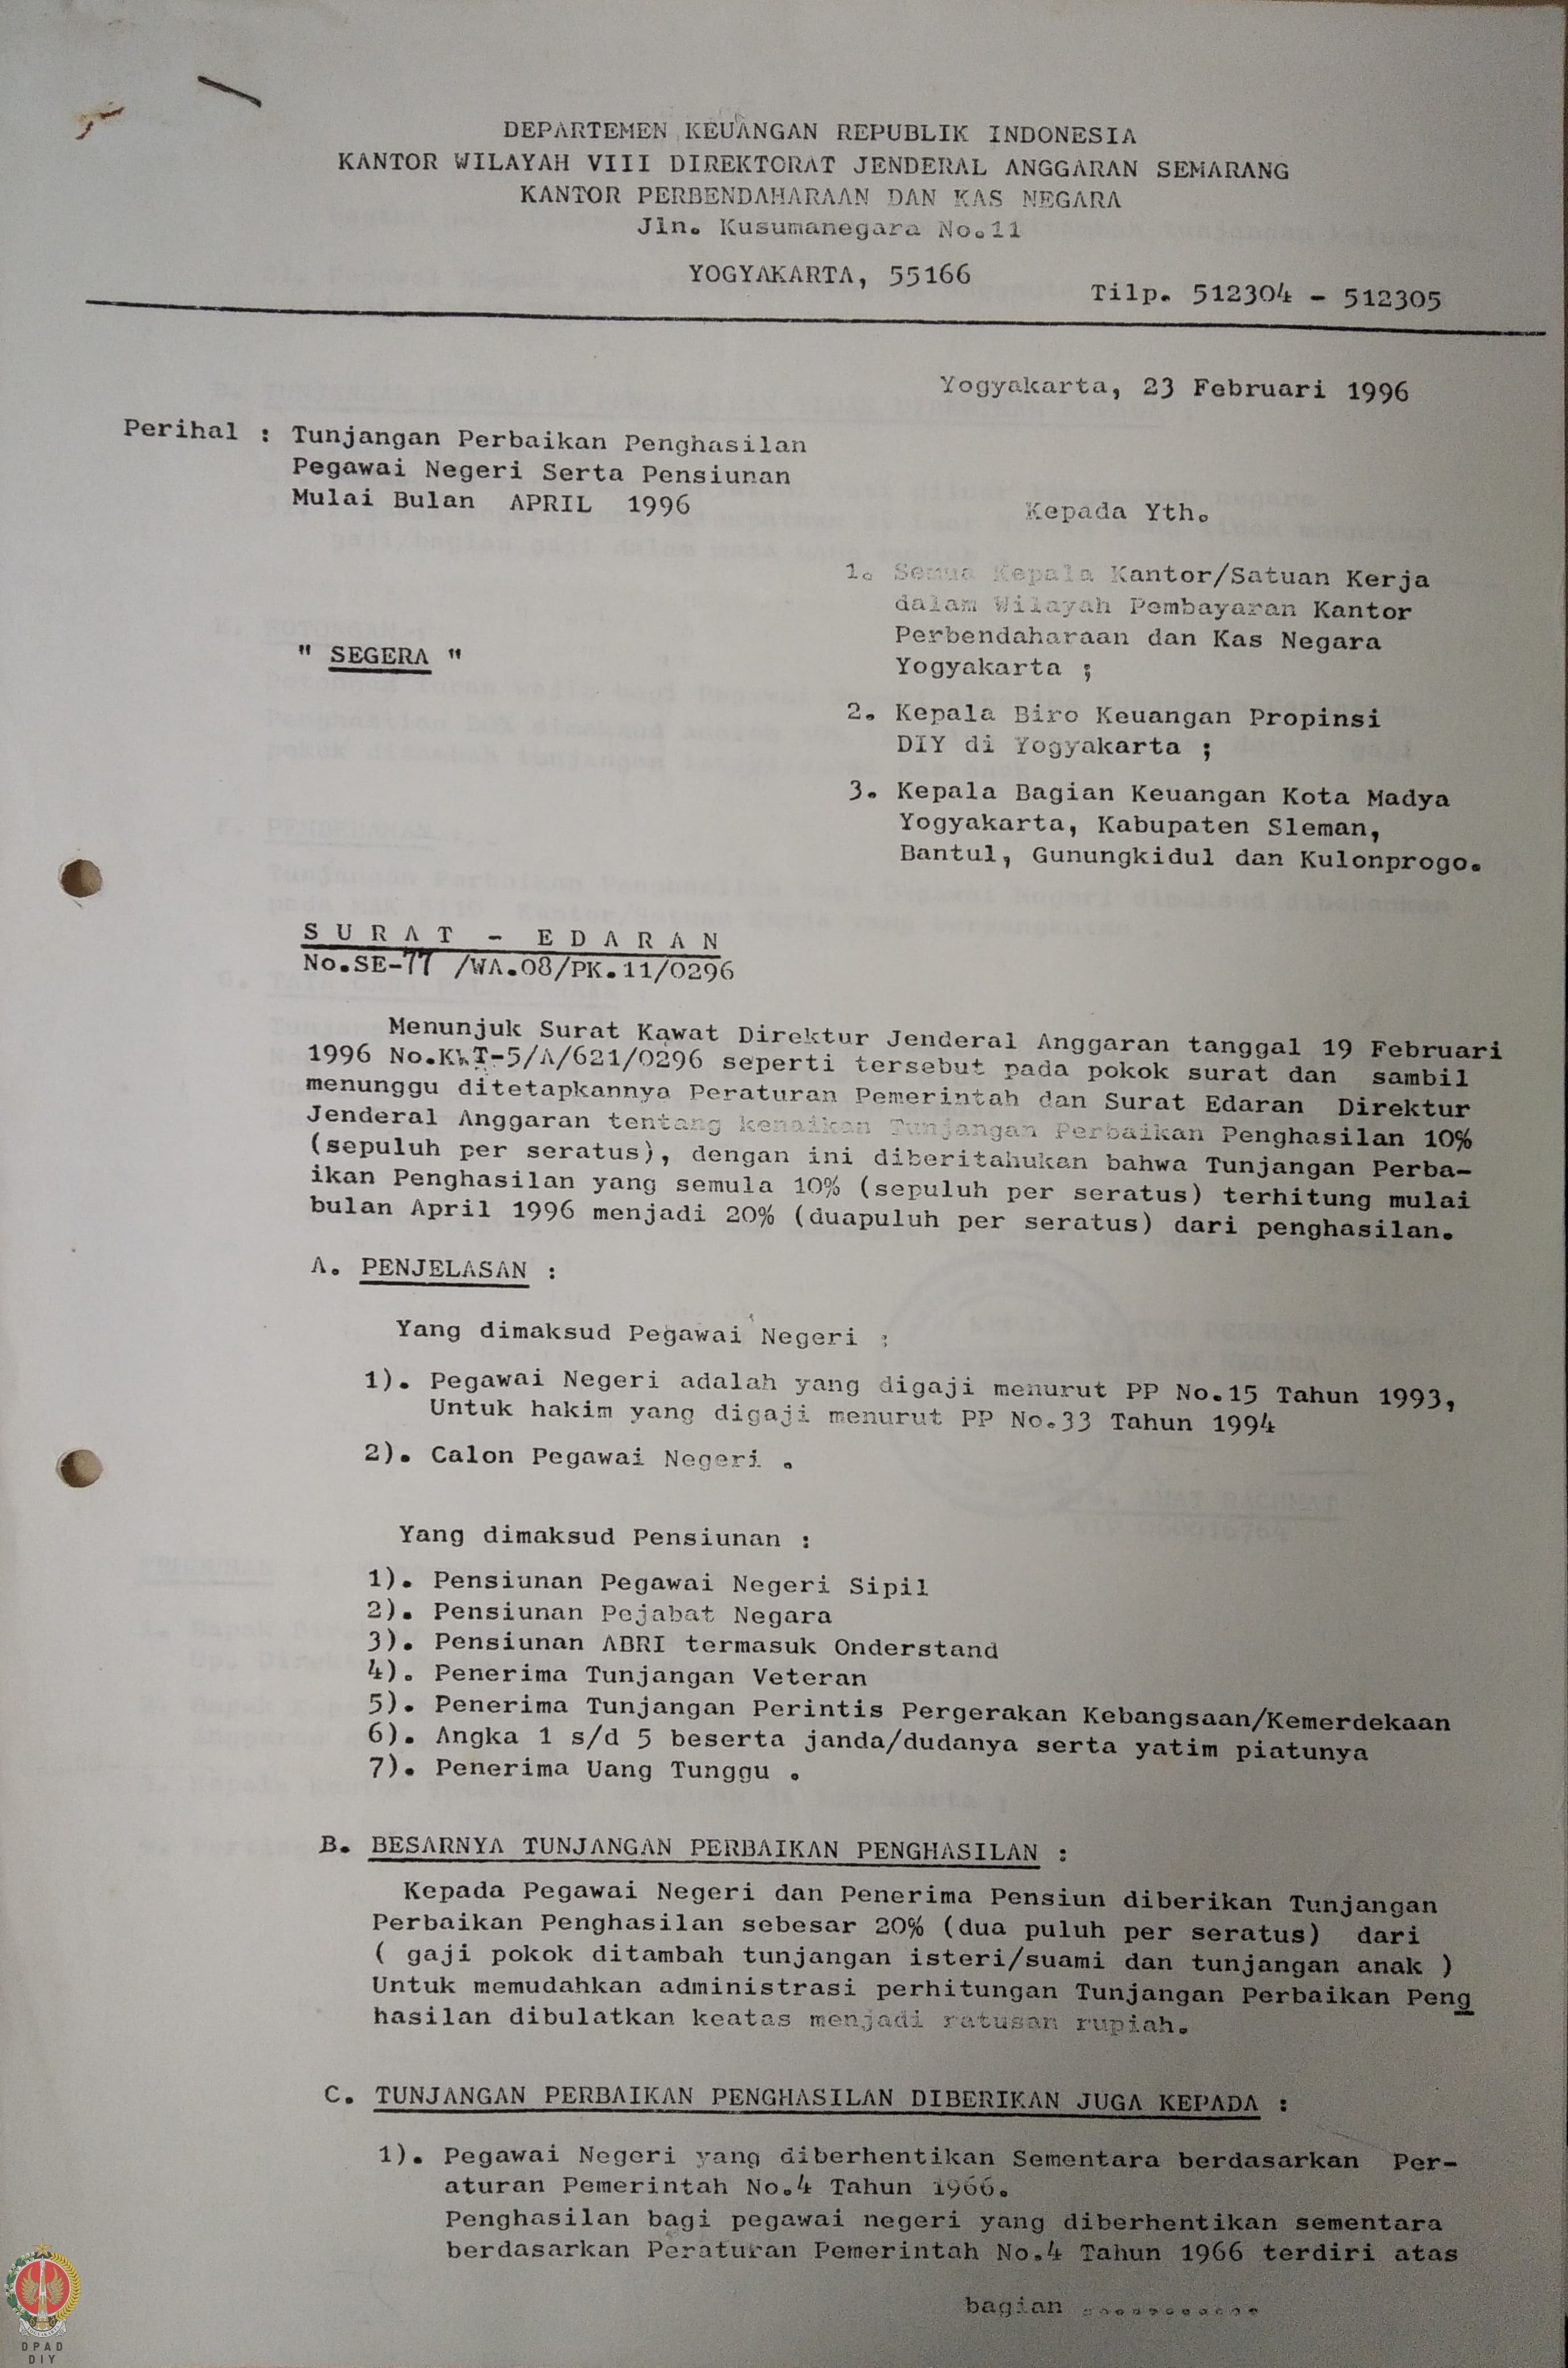 DEPARTEMEN KEUANGAN REPUBLIK INDONESIA
KANTOR WILAYAH VIII DIREKTORAT JENDERAL ANGGARAN SEMARANG
KANTOR PERBENDAHARAAN DAN KAS NEGARA
Jln. Kusumanegara No.11
YOGYAKARTA, 55166
Tilp. 512304 - 512305
Yogyakarta, 23 Februari 1996
Perihal : Tunjangan Perbaikan Penghasilan
Pegawai Negeri Serta Pensiunan
Mulai Bulan APRIL 1996
Kepada Yth.
1. Semua Kepala Kantor/Satuan Kerja
dalam Wilayah Pembayaran Kantor
Perbendaharaan dan Kas Negara
Yogyakarta ;
" SEGERA "
2. Kepala Biro Keuangan Propinsi
DIY di Yogyakarta ;
3. Kepala Bagian Keuangan Kota Madya
Yogyakarta, Kabupaten Sleman,
Bantul, Gunungkidul dan Kulonprogo.
S U R A T - E D A R A N
No.SE-77 /WA.08/PK.11/0296
Menunjuk Surat Kawat Direktur Jenderal Anggaran tanggal 19 Februari
1996 No.KWT-5/A/621/0296 seperti tersebut pada pokok surat dan sambil
menunggu ditetapkannya Peraturan Pemerintah dan Surat Edaran Direktur
Jenderal Anggaran tentang kenaikan Tunjangan Perbaikan Penghasilan 10%
(sepuluh per seratus), dengan ini diberitahukan bahwa Tunjangan Perba-
ikan Penghasilan yang semula 10% (sepuluh per seratus) terhitung mulai
bulan April 1996 menjadi 20% (duapuluh per seratus) dari penghasilan.
A. PENJELASAN :
Yang dimaksud Pegawai Negeri :
1). Pegawai Negeri adalah yang digaji menurut PP No.15 Tahun 1993,
Untuk hakim yang digaji menurut PP No.33 Tahun 1994
2). Calon Pegawai Negeri .
Yang dimaksud Pensiunan :
1). Pensiunan Pegawai Negeri Sipil
2). Pensiunan Pejabat Negara
3). Pensiunan ABRI termasuk Onderstand
4). Penerima Tunjangan Veteran
5). Penerima Tunjangan Perintis Pergerakan Kebangsaan/Kemerdekaan
6). Angka 1 s/d 5 beserta janda/dudanya serta yatim piatunya
7). Penerima Uang Tunggu .
B. BESARNYA TUNJANGAN PERBAIKAN PENGHASILAN :
Kepada Pegawai Negeri dan Penerima Pensiun diberikan Tunjangan
Perbaikan Penghasilan sebesar 20% (dua puluh per seratus) dari
( gaji pokok ditambah tunjangan isteri/suami dan tunjangan anak )
Untuk memudahkan administrasi perhitungan Tunjangan Perbaikan Peng
hasilan dibulatkan keatas menjadi ratusan rupiah.
C. TUNJANGAN PERBAIKAN PENGHASILAN DIBERIKAN JUGA KEPADA :
1). Pegawai Negeri yang diberhentikan Sementara berdasarkan Per-
aturan Pemerintah No.4 Tahun 1966.
Penghasilan bagi pegawai negeri yang diberhentikan sementara
berdasarkan Peraturan Pemerintah No.4 Tahun 1966 terdiri atas
bagian ...........
DPAD
DIY